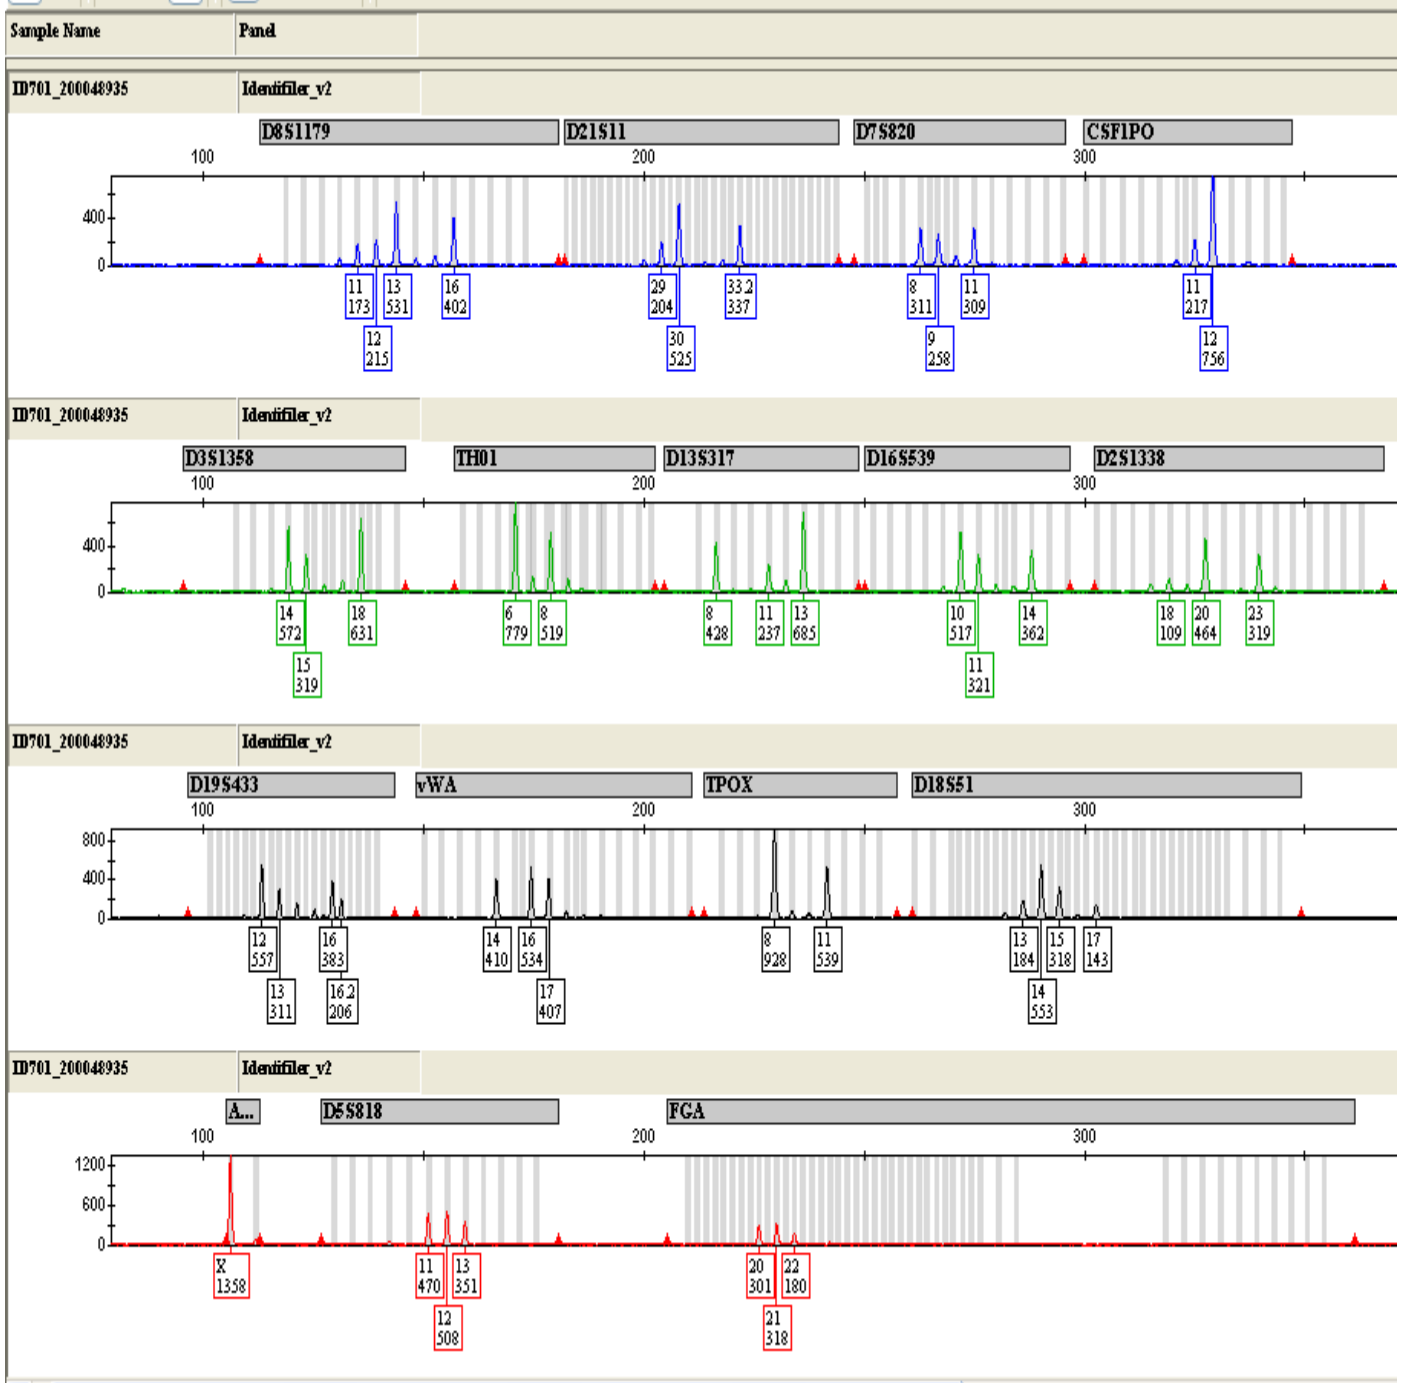 Sample Name Panel
ID701_200048935 Identifiler_v2
D8S1179 D21S11 D7S820 CSF1PO
100 200 300
400
0
11 13 16 29 33.2 8 11 11
173 531 402 204 337 311 309 217
12 30 9 12
215 525 258 756
ID701_200048935 Identifiler_v2
D3S1358 TH01 D13S317 D16S539 D2S1338
100 200 300
400
0
14 18 6 8 8 11 13 10 14 18 20 23
572 631 779 519 428 237 685 517 362 109 464 319
15 11
319 321
ID701_200048935 Identifiler_v2
D19S433 vWA TPOX D18S51
100 200 300
800
400
0
12 16 14 16 8 11 13 15 17
557 383 410 534 928 539 184 318 143
13 16.2 17 14
311 206 407 553
ID701_200048935 Identifiler_v2
A... D5S818 FGA
100 200 300
1200
600
0
X 11 13 20 22
1358 470 351 301 180
12 21
508 318